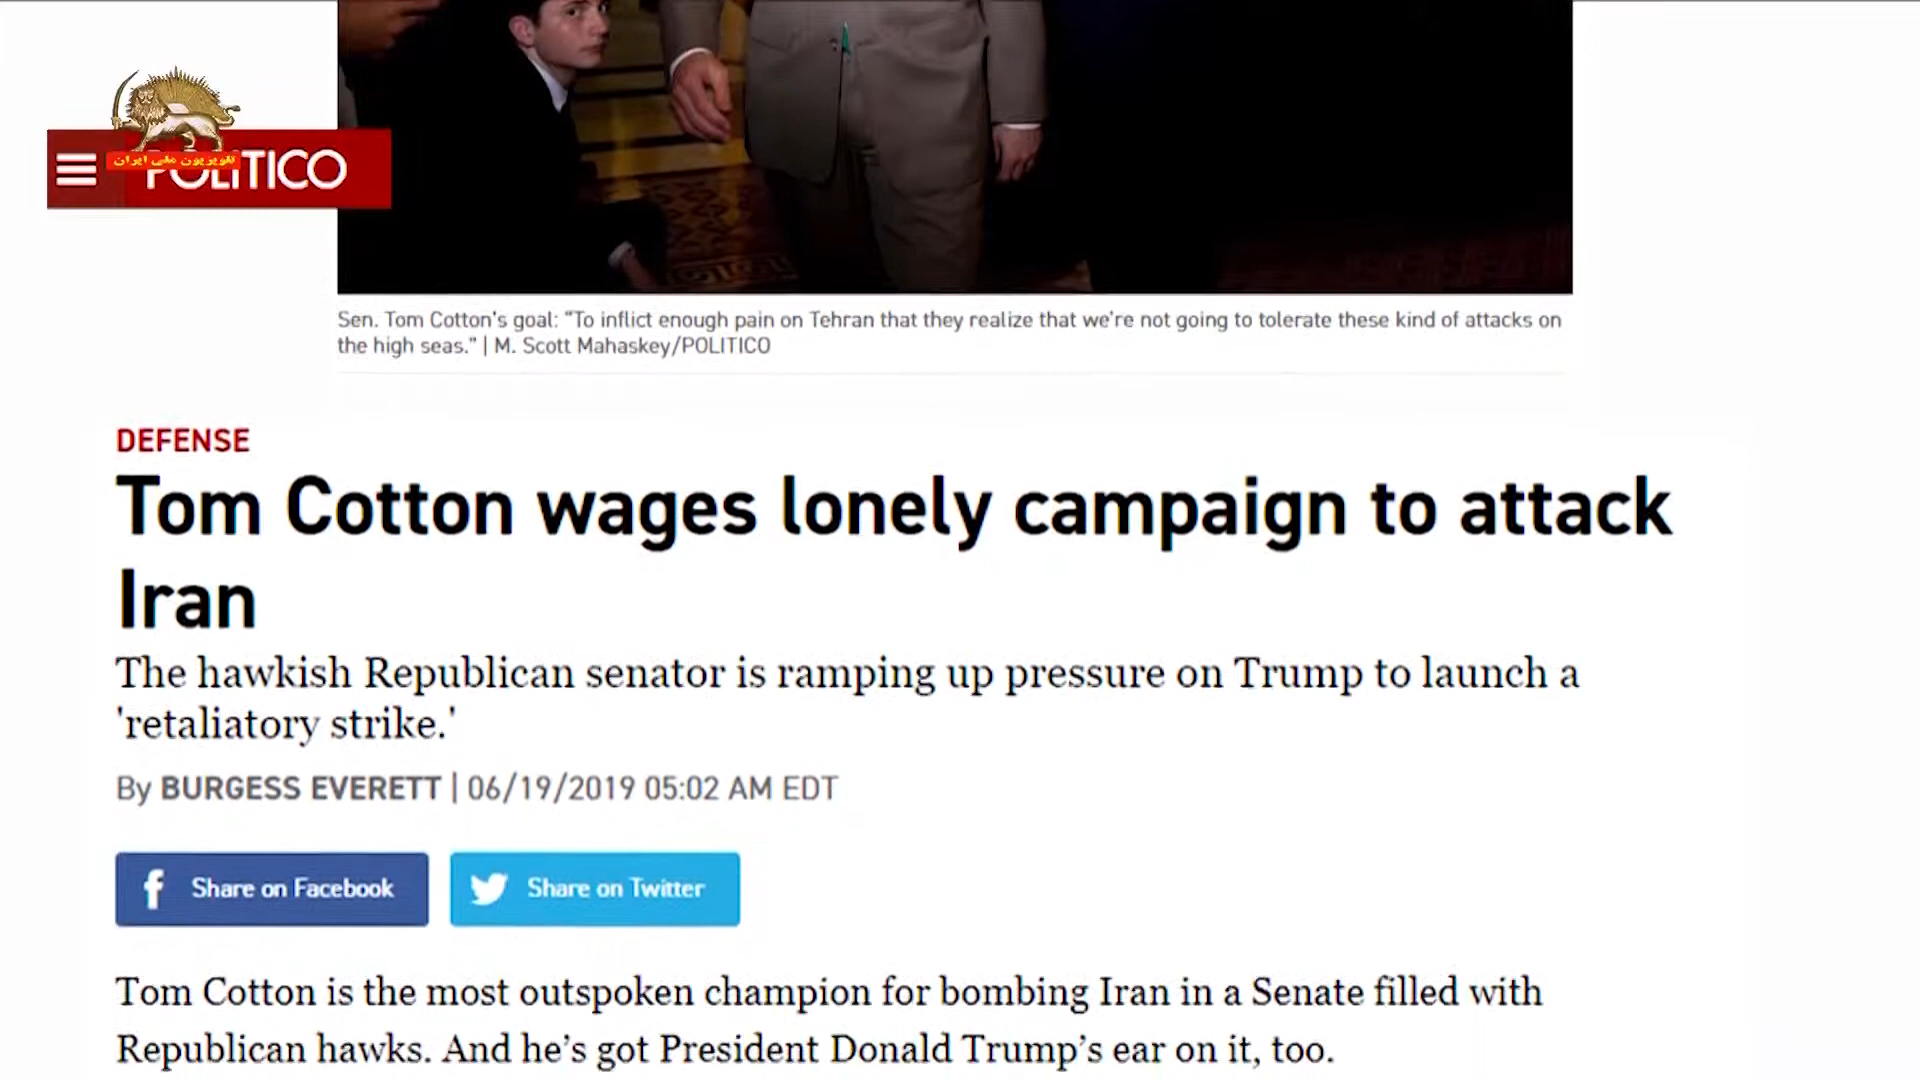 تلویزیون ملی ایران
POLITICO
Sen. Tom Cotton's goal: “To inflict enough pain on Tehran that they realize that we're not going to tolerate these kind of attacks on
the high seas.” | M. Scott Mahaskey/POLITICO
DEFENSE
Tom Cotton wages lonely campaign to attack
Iran
The hawkish Republican senator is ramping up pressure on Trump to launch a
'retaliatory strike.'
By BURGESS EVERETT | 06/19/2019 05:02 AM EDT
Share on Facebook
Share on Twitter
Tom Cotton is the most outspoken champion for bombing Iran in a Senate filled with
Republican hawks. And he’s got President Donald Trump’s ear on it, too.